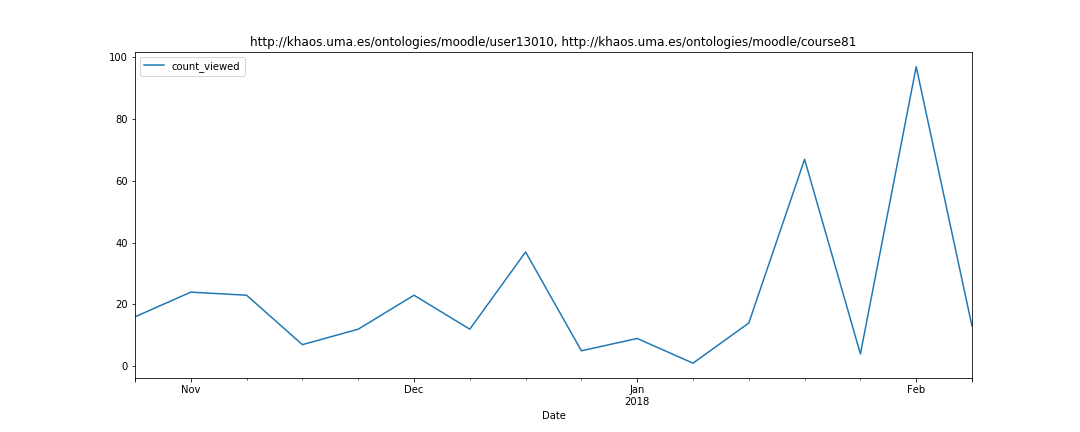 http://khaos.uma.es/ontologies/moodle/user13010, http://khaos.uma.es/ontologies/moodle/course81
count_viewed
100
80
60
40
20
0
Nov Dec Jan Feb
2018
Date